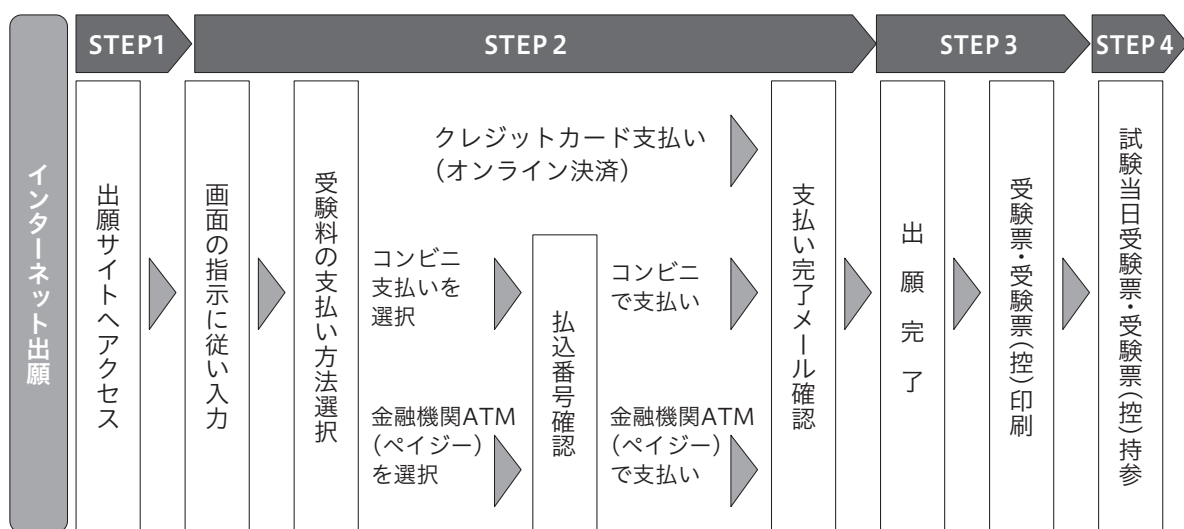 インターネット出願
STEP1
STEP 2
STEP 3
STEP 4
出願サイトへアクセス
画面の指示に従い入力
受験料の支払い方法選択
クレジットカード支払い
（オンライン決済）
コンビニ
支払いを
選択
金融機関ATM
（ペイジー）
を選択
払込番号確認
コンビニ
で支払い
金融機関ATM
（ペイジー）
で支払い
支払い完了メール確認
出願完了
受験票・受験票（控）印刷
試験当日受験票・受験票（控）持参